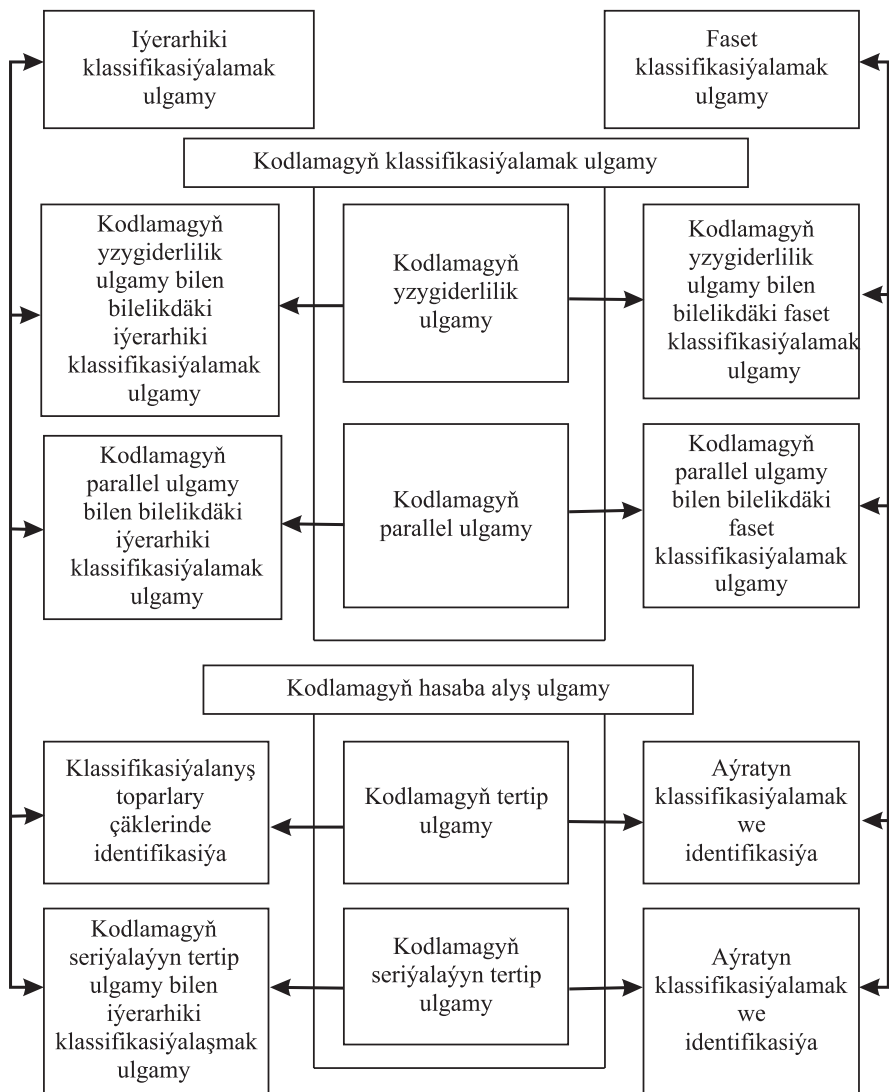 Iýerarhiki
klassifikasiýalamak
ulgamy
Faset
klassifikasiýalamak
ulgamy
Kodlamagyň klassifikasiýalamak ulgamy
Kodlamagyň
yzygiderlilik
ulgamy bilen
bilelikdäki
iýerarhiki
klassifikasiýalamak
ulgamy
Kodlamagyň
yzygiderlilik
ulgamy
Kodlamagyň
yzygiderlilik
ulgamy bilen
bilelikdäki faset
klassifikasiýalamak
ulgamy
Kodlamagyň
parallel ulgamy
bilen bilelikdäki
iýerarhiki
klassifikasiýalamak
ulgamy
Kodlamagyň
parallel ulgamy
Kodlamagyň
parallel ulgamy
bilen bilelikdäki
faset
klassifikasiýalamak
ulgamy
Kodlamagyň hasaba alyş ulgamy
Klassifikasiýalanyş
toparlary
çäklerinde
identifikasiýa
Kodlamagyň tertip
ulgamy
Aýratyn
klassifikasiýalamak
we
identifikasiýa
Kodlamagyň
seriýalaýyn tertip
ulgamy bilen
iýerarhiki
klassifikasiýalaşmak
ulgamy
Kodlamagyň
seriýalaýyn tertip
ulgamy
Aýratyn
klassifikasiýalamak
we
identifikasiýa